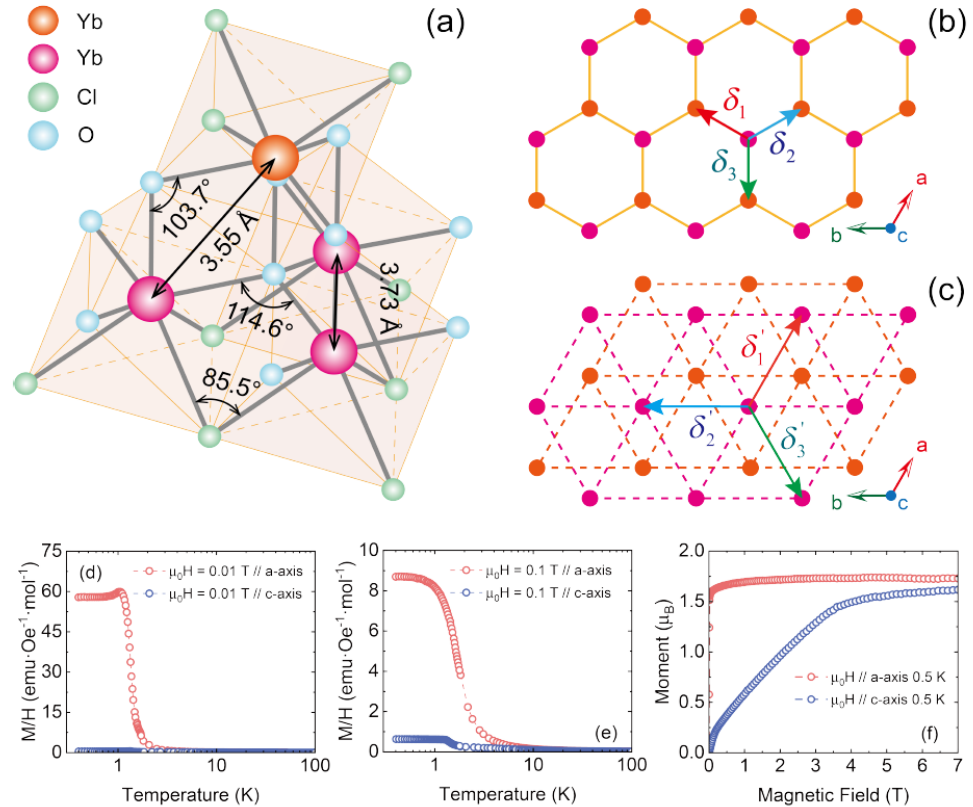 Yb
Yb
Cl
O
(a)
103.7°
3.55 Å
114.6°
3.73 Å
85.5°
(b)
δ₁
δ₂
δ₃
a
b
c
(c)
δ₁'
δ₂'
δ₃'
a
b
c
(d)
μ₀H = 0.01 T // a-axis
μ₀H = 0.01 T // c-axis
M/H (emu·Oe⁻¹·mol⁻¹)
75
60
45
30
15
0
1 10 100
Temperature (K)
μ₀H = 0.1 T // a-axis
μ₀H = 0.1 T // c-axis
(e)
M/H (emu·Oe⁻¹·mol⁻¹)
10
8
6
4
2
0
1 10 100
Temperature (K)
Moment (μ_B)
2.0
1.5
1.0
0.5
0.0
μ₀H // a-axis 0.5 K
μ₀H // c-axis 0.5 K
(f)
0 1 2 3 4 5 6 7
Magnetic Field (T)